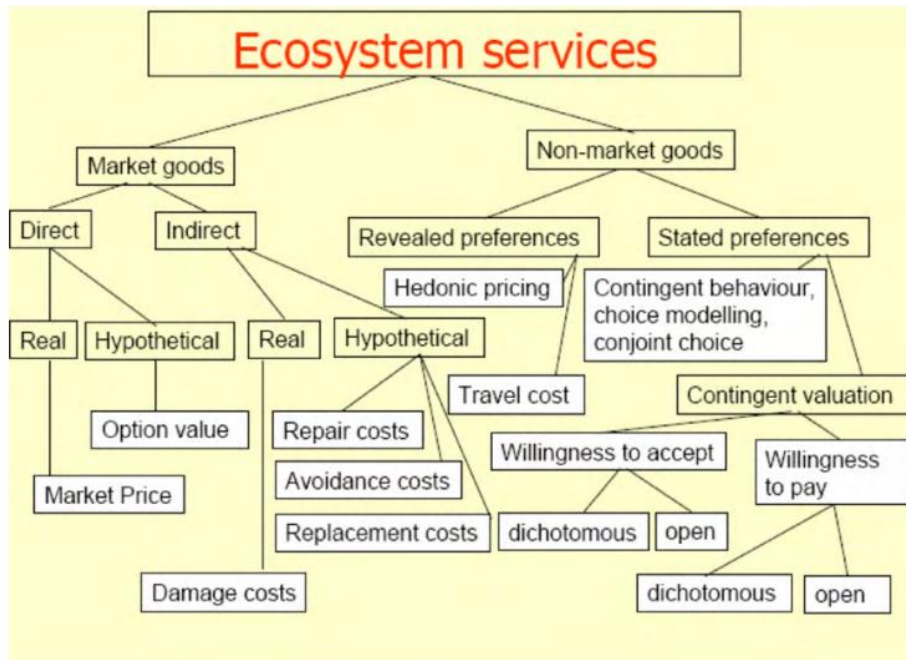 Ecosystem services
Market goods
Non-market goods
Direct
Indirect
Revealed preferences
Stated preferences
Hedonic pricing
Contingent behaviour,
choice modelling,
conjoint choice
Real
Hypothetical
Real
Hypothetical
Travel cost
Contingent valuation
Option value
Repair costs
Willingness to accept
Willingness
to pay
Market Price
Avoidance costs
Replacement costs
dichotomous
open
Damage costs
dichotomous
open